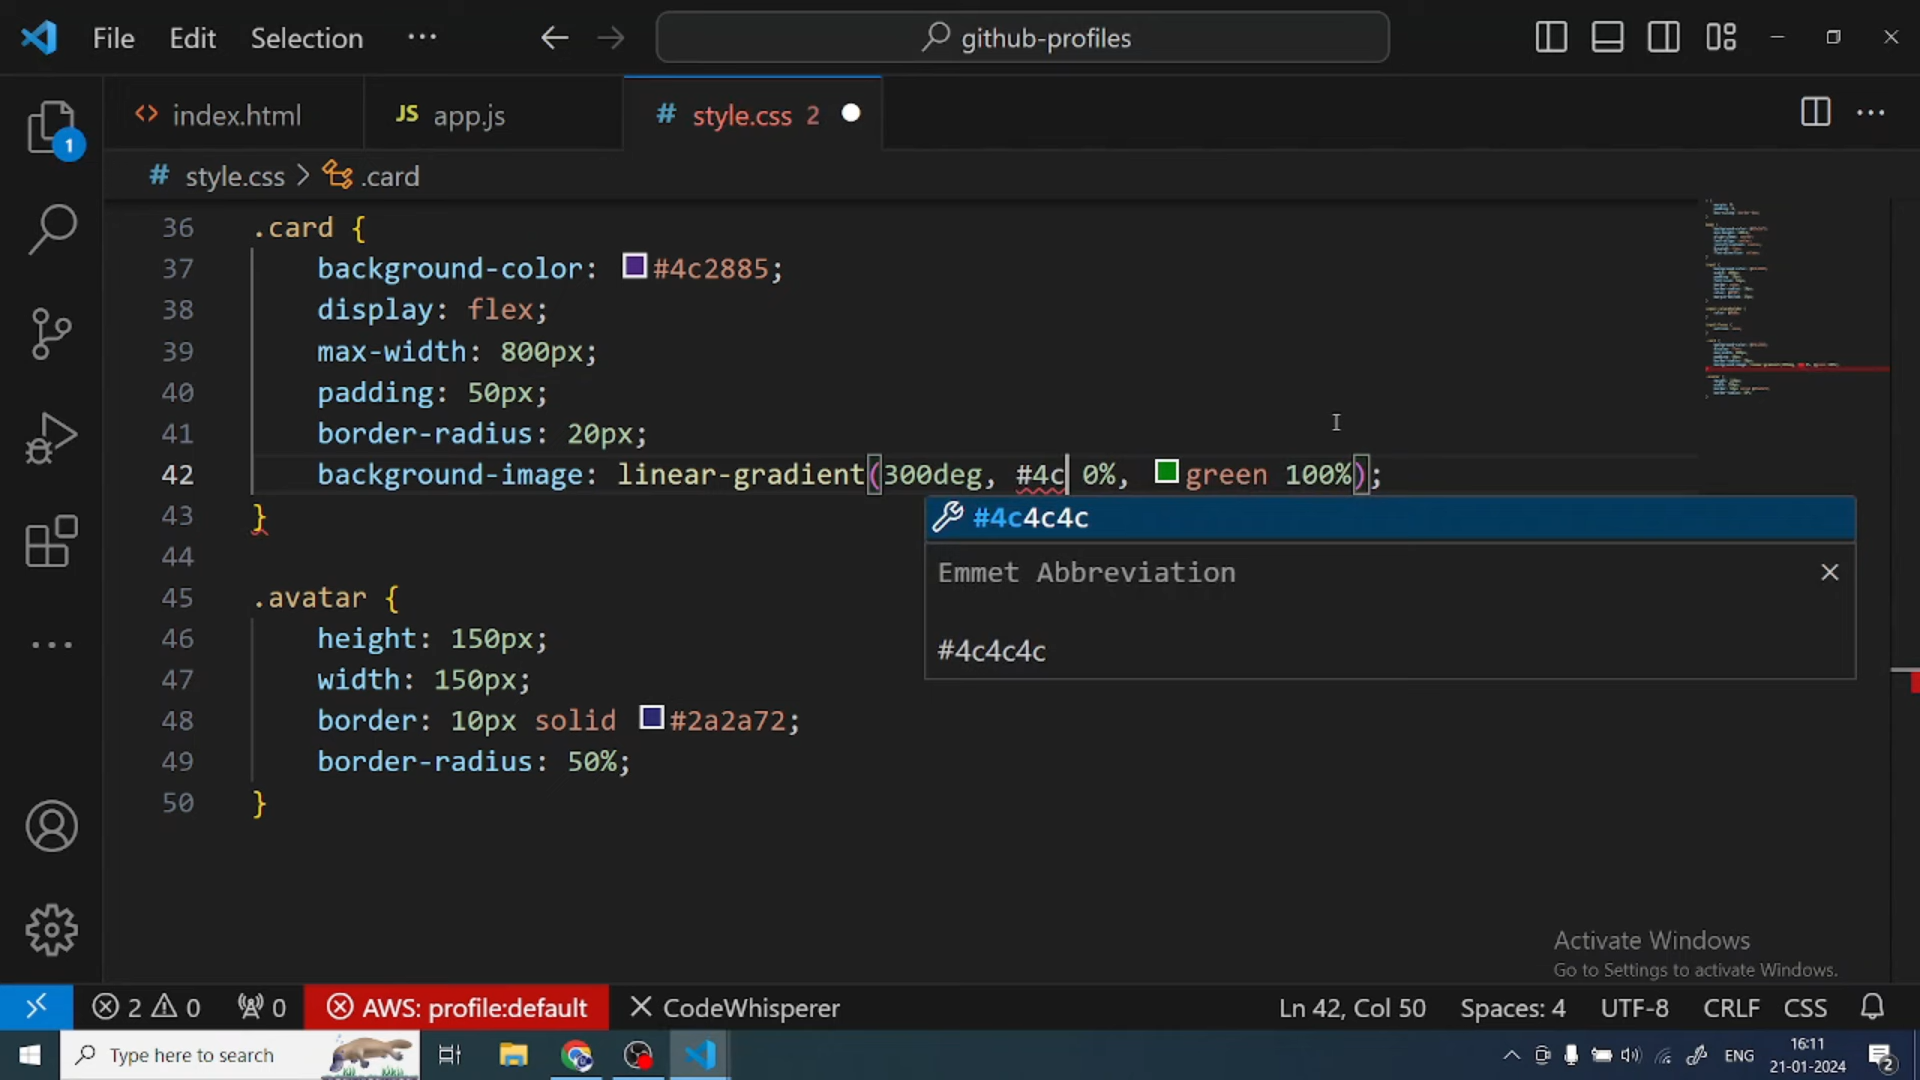 File Edit Selection ··· github-profiles
index.html JS app.js # style.css 2
1
# style.css > .card
36 .card {
37 background-color: #4c2885;
38 display: flex;
39 max-width: 800px;
40 padding: 50px;
41 border-radius: 20px;
42 background-image: linear-gradient(300deg, #4c 0%, green 100%);
43 }
#4c4c4c
44
Emmet Abbreviation
45 .avatar {
46 height: 150px;
#4c4c4c
47 width: 150px;
48 border: 10px solid #2a2a72;
49 border-radius: 50%;
50 }
Activate Windows
Go to Settings to activate Windows.
2 0 0 AWS: profile:default CodeWhisperer Ln 42, Col 50 Spaces: 4 UTF-8 CRLF CSS
Type here to search ENG 16:11
21-01-2024 2